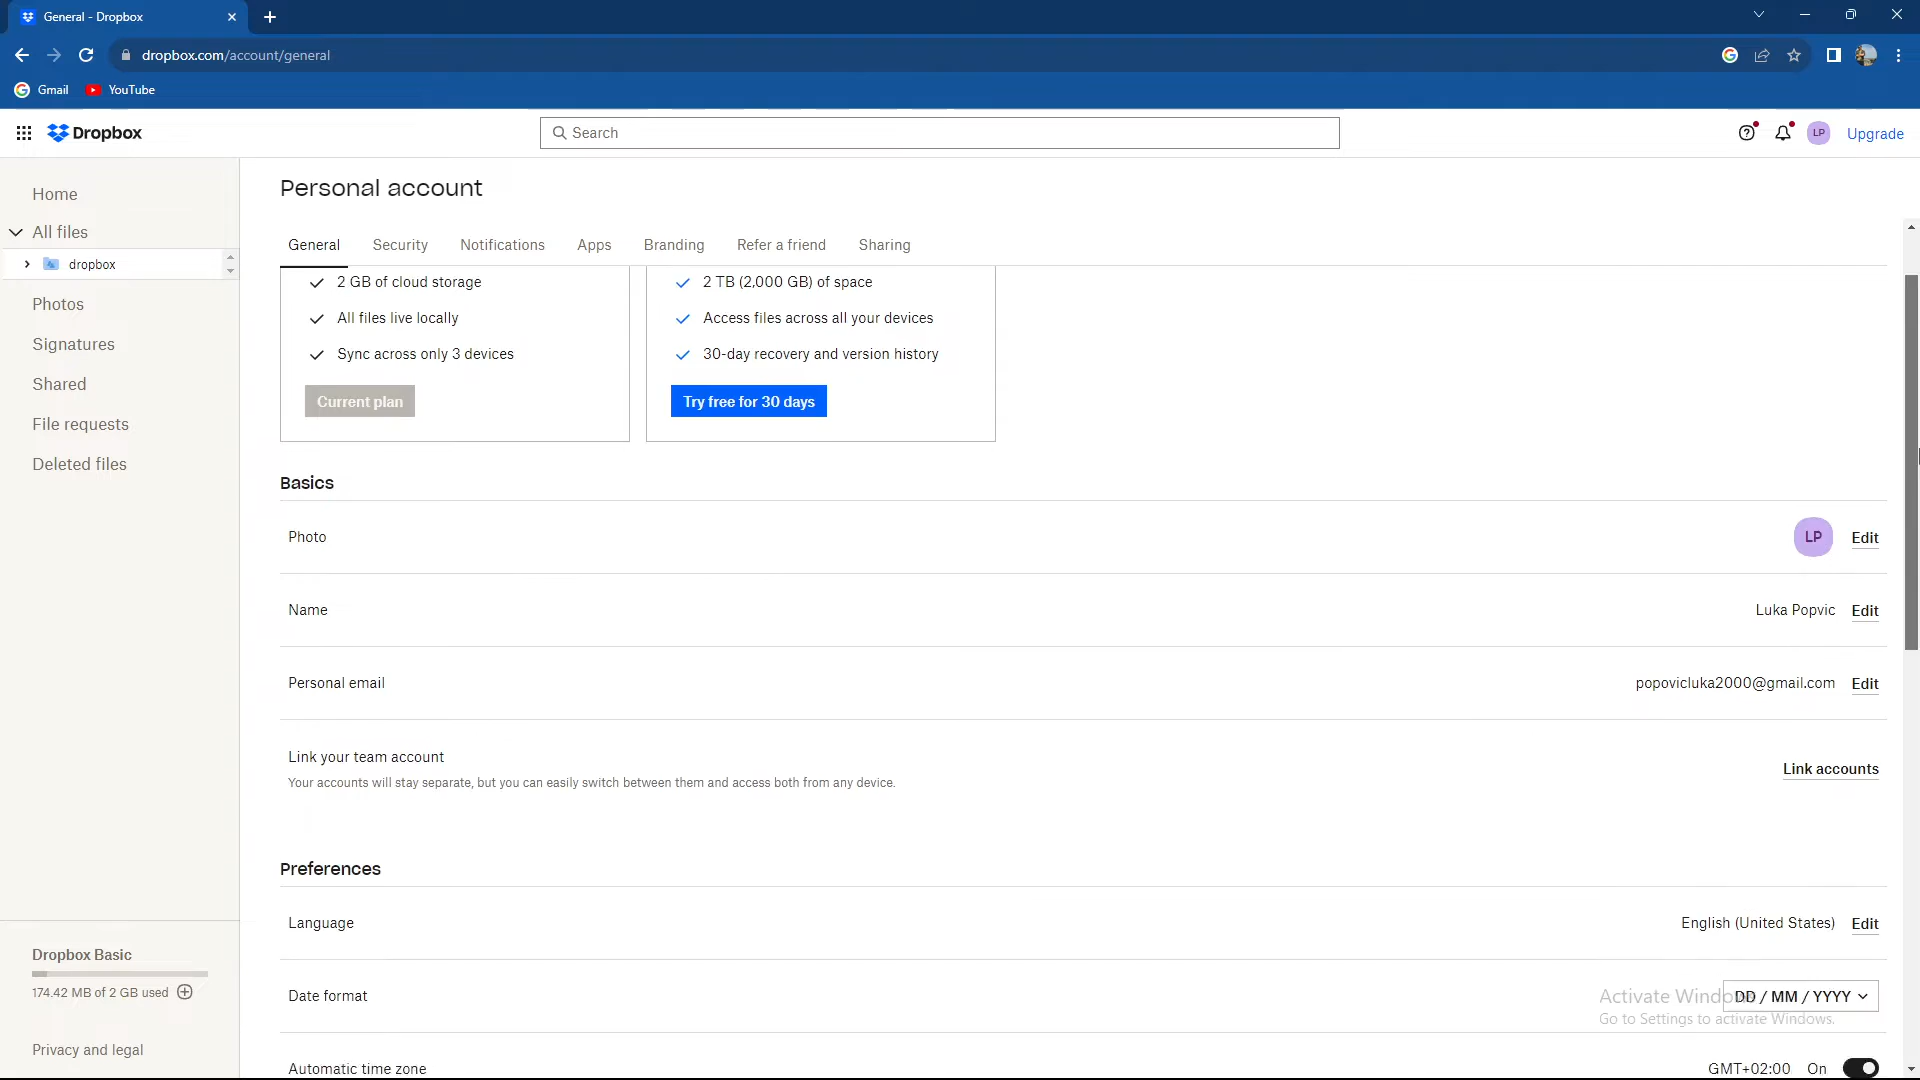 General - Dropbox
dropbox.com/account/general
Gmail YouTube
Dropbox
Search
LP
Upgrade
Home
All files
dropbox
Photos
Signatures
Shared
File requests
Deleted files
Dropbox Basic
174.42 MB of 2 GB used
Privacy and legal
Personal account
General Security Notifications Apps Branding Refer a friend Sharing
2 GB of cloud storage
All files live locally
Sync across only 3 devices
Current plan
2 TB (2,000 GB) of space
Access files across all your devices
30-day recovery and version history
Try free for 30 days
Basics
Photo LP Edit
Name Luka Popvic Edit
Personal email popovicluka2000@gmail.com Edit
Link your team account
Your accounts will stay separate, but you can easily switch between them and access both from any device.
Link accounts
Preferences
Language English (United States) Edit
Date format DD / MM / YYYY
Activate Windows
Go to Settings to activate Windows.
Automatic time zone GMT+02:00 On